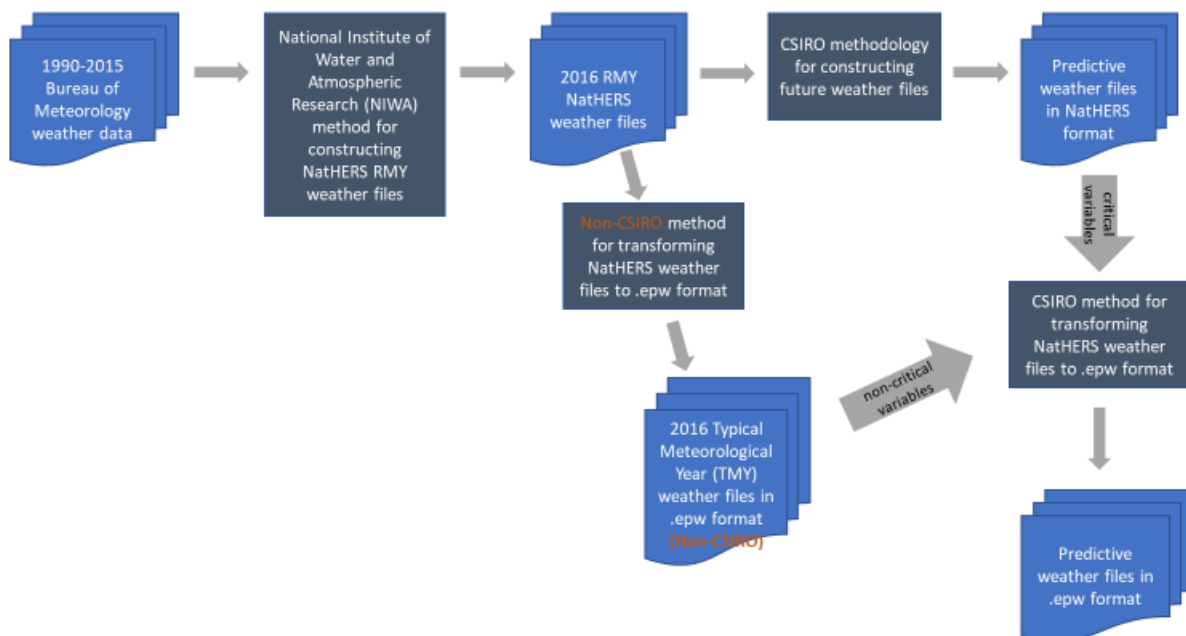 1990-2015
Bureau of
Meteorology
weather data
National Institute of
Water and
Atmospheric
Research (NIWA)
method for
constructing
NatHERS RMY
weather files
2016 RMY
NatHERS
weather files
CSIRO methodology
for constructing
future weather files
Predictive
weather files
in NatHERS
format
critical
variables
Non-CSIRO method
for transforming
NatHERS weather
files to .epw format
CSIRO method for
transforming
NatHERS weather
files to .epw format
non-critical
variables
2016 Typical
Meteorological
Year (TMY)
weather files in
.epw format
(Non-CSIRO)
Predictive
weather files in
.epw format